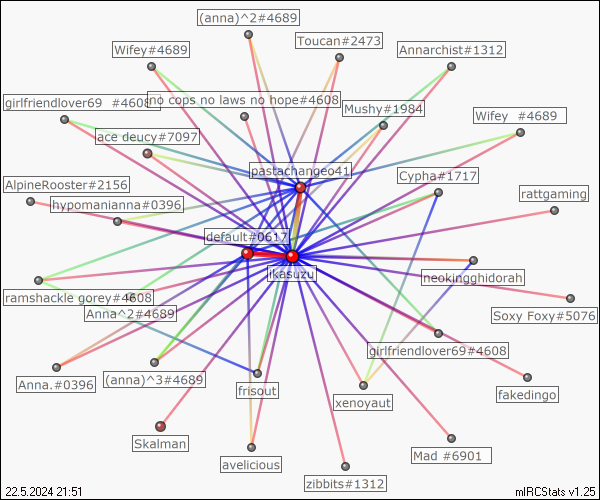 (anna)^2#4689
Toucan#2473
Wifey#4689
Annarchist#1312
girlfriendlover69 #4608
no cops no laws no hope#4608
Mushy#1984
Wifey #4689
ace deucy#7097
pastachangeo41
Cypha#1717
AlpineRooster#2156
rattgaming
hypomanianna#0396
default#0617
ikasuzu
neokingghidorah
ramshackle gorey#4608
Anna^2#4689
Soxy Foxy#5076
girlfriendlover69#4608
Anna.#0396
(anna)^3#4689
frisout
xenoyaut
fakedingo
Skalman
avelicious
Mad #6901
zibbits#1312
22.5.2024 21:51
mIRCStats v1.25